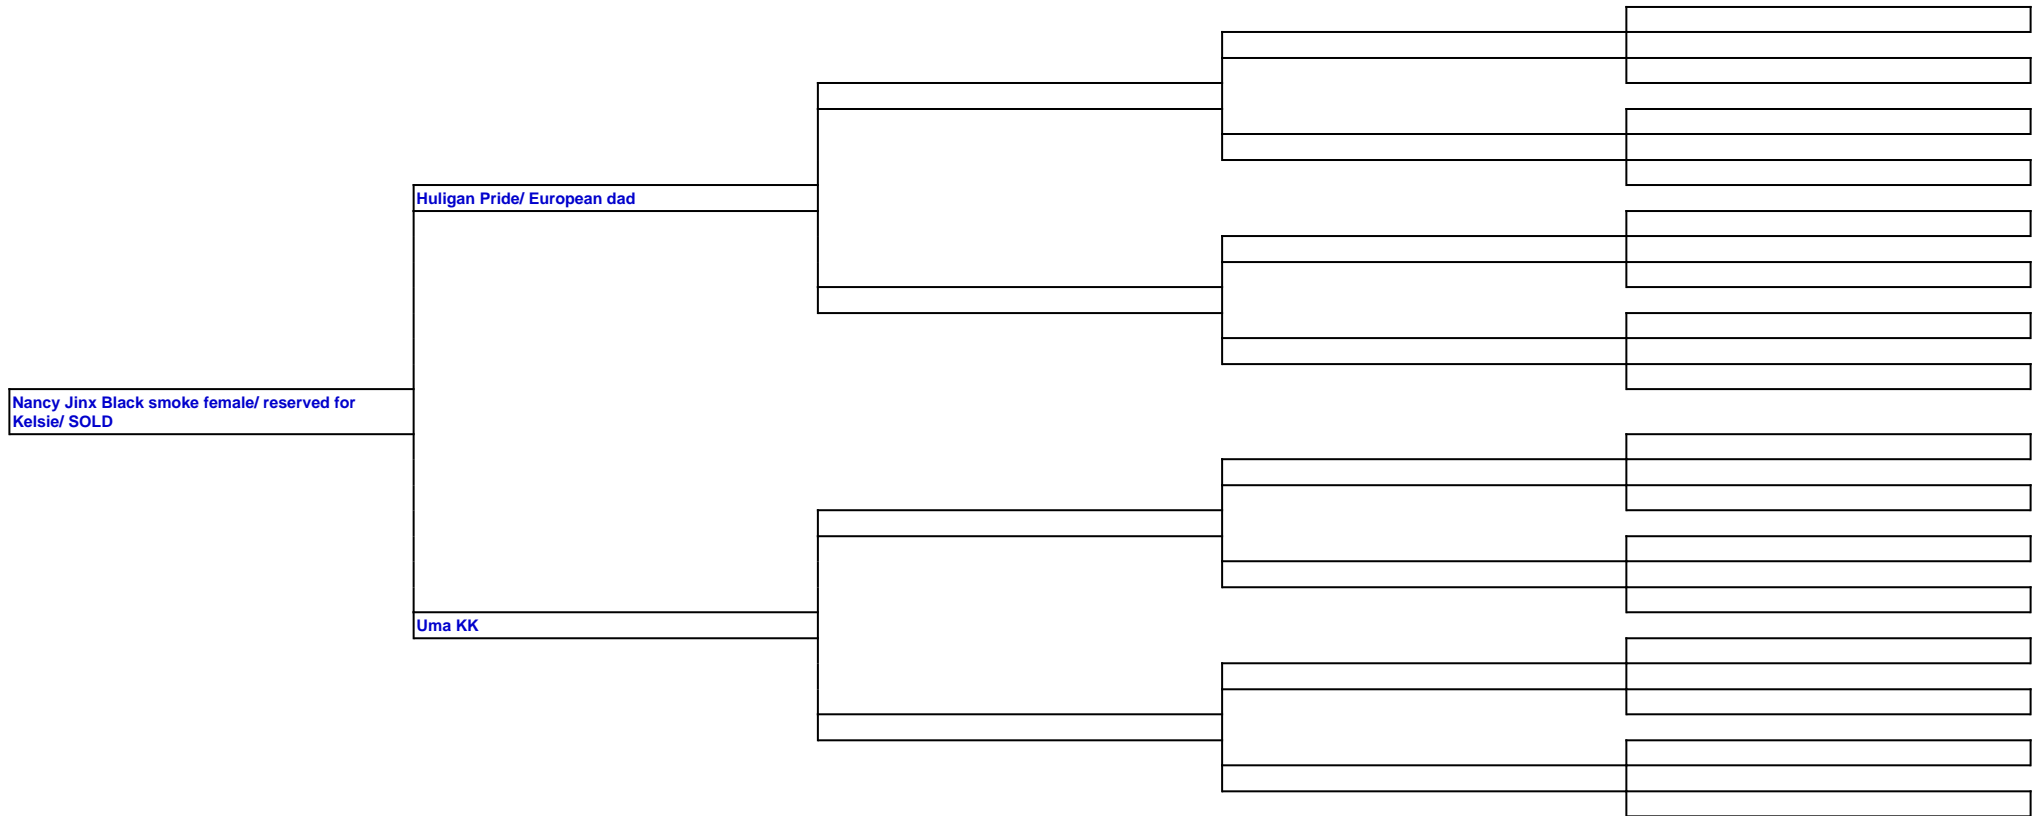 Huligan Pride/ European dad
Nancy Jinx Black smoke female/ reserved for
Kelsie/ SOLD
Uma KK